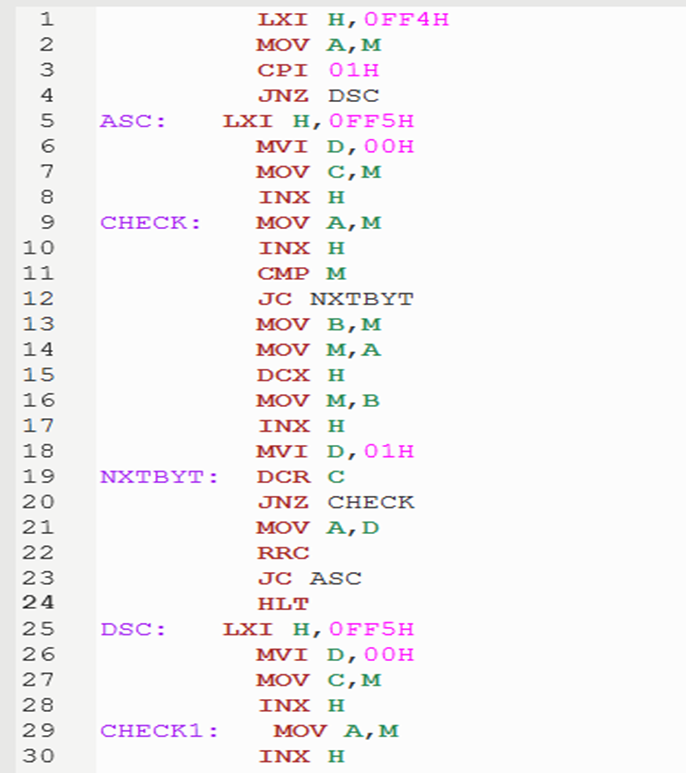 1 LXI H,0FF4H
2 MOV A,M
3 CPI 01H
4 JNZ DSC
5 ASC: LXI H,0FF5H
6 MVI D,00H
7 MOV C,M
8 INX H
9 CHECK: MOV A,M
10 INX H
11 CMP M
12 JC NXTBYT
13 MOV B,M
14 MOV M,A
15 DCX H
16 MOV M,B
17 INX H
18 MVI D,01H
19 NXTBYT: DCR C
20 JNZ CHECK
21 MOV A,D
22 RRC
23 JC ASC
24 HLT
25 DSC: LXI H,0FF5H
26 MVI D,00H
27 MOV C,M
28 INX H
29 CHECK1: MOV A,M
30 INX H